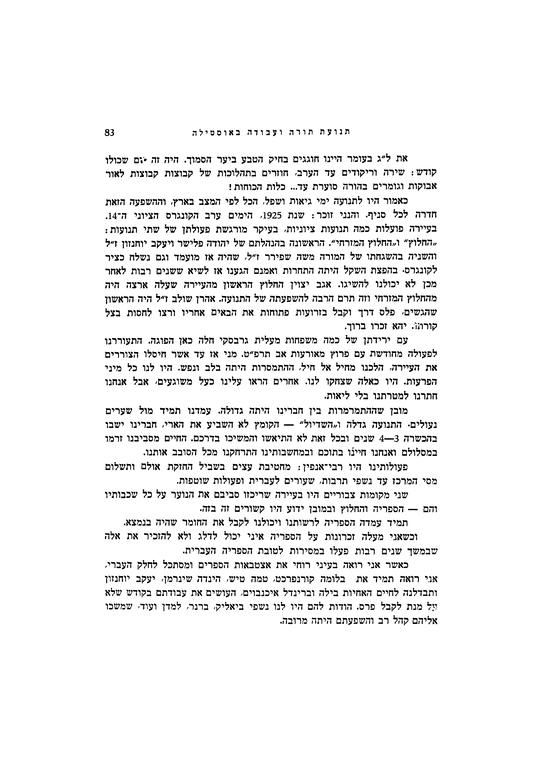 תנועת תורה ועבודה באוסטילה 83
את ל״ג בעומר היינו חוגגים בחיק הטבע ביער הסמוך. היה זה יום שכולו
קודש: שירה וריקודים עד הערב, חוזרים בתהלוכות של קבוצות קבוצות לאור
אבוקות וגומרים בהורה סוערת עד... כלות הכוחות!
כאמור היו לתנועה ימי גיאות ושפל, הכל לפי המצב בארץ, וההשפעה הזאת
חדרה לכל סניף. והנני זוכר: שנת 1925, הימים ערב הקונגרס הציוני ה־14.
בעיירה פועלות כמה תנועות ציוניות, בעיקר מורגשת פעולתן של שתי תנועות:
„החלוץ״ ו„החלוץ המזרחי״. הראשונה בהנהלתם של יהודה פלישר ויעקב יוחנזון ז״ל
והשניה בהשגחתו של המורה משה שפירר ז״ל, שהיה אז מועמד וגם נשלח כציר
לקונגרס. בהפצת השקל היתה התחרות ואמנם הגענו אז לשיא ששנים רבות לאחר
מכן לא יכולנו להשיגו. אגב יצוין החלוץ הראשון מהעיירה שעלה ארצה היה
מהחלוץ המזרחי וזה תרם הרבה להשפעתה של התנועה. אהרן שולב ז״ל היה הראשון
שהגשים, פלס דרך וקבל בזרועות פתוחות את הבאים אחריו ורצו לחסות בצל
קורתו. יהא זכרו ברוך.
עם ירידתן של כמה משפחות מעלית גרבסקי חלה כאן הפוגה. התעוררנו
לפעולה מחודשת עם פרוץ מאורעות אב תרפ״ט. מני אז עד אשר חיסלו הצוררים
את העיירה, הלכנו מחיל אל חיל, ההתמסרות היתה בלב ונפש. היו לנו כל מיני
הפרעות. היו כאלה שצחקו לנו. אחרים הראו עלינו כעל משוגעים, אבל אנחנו
חתרנו למטרתנו בלי ליאות.
מובן שההתמרמרות בין חברינו היתה גדולה. עמדנו תמיד מול שערים
נעולים. התנועה גדלה ו„השדיול״ — הקומץ לא השביע את הארי. חברינו ישבו
בהכשרה 3—4 שנים ובכל זאת לא התיאשו והמשיכו בדרכם. החיים מסביבנו זרמו
במסלולם ואנחנו חיינו בתוכם ובמחשבותינו התרחקנו מכל הסובב אותנו.
פעולותינו היו רבי־אנפין: מחטיבת עצים בשביל החזקת אולם ותשלום
מסי המרכז עד נשפי תרבות, שעורים לעברית ופעולות שוטפות.
שני מקומות צבוריים היו בעיירה שריכזו סביבם את הנוער על כל שכבותיו
והם — הספריה והחלוץ ובמובן ידוע היו קשורים זה בזה.
תמיד עמדה הספריה לרשותנו ויכולנו לקבל את החומר שהיה בנמצא.
וכשאני מעלה זכרונות על הספריה איני יכול לדלג ולא להזכיר את אלה
שבמשך שנים רבות פעלו במסירות לטובת הספריה העברית.
כאשר אני רואה בעיני רוחי את אצטבאות הספרים ומסתכל לחלק העברי,
אני רואה תמיד את בלומה קורנפרכט, טמה טיש, הינדה שינרמן, יעקב יוחנזון
ותבדלנה לחיים האחיות בילה וברינדל איכנבוים, העושים את עבודתם בקודש שלא
על מנת לקבל פרס. הודות להם היו לנו נשפי ביאליק, ברנר, למדן ועוד, שמשכו
אליהם קהל רב והשפעתם היתה מרובה.